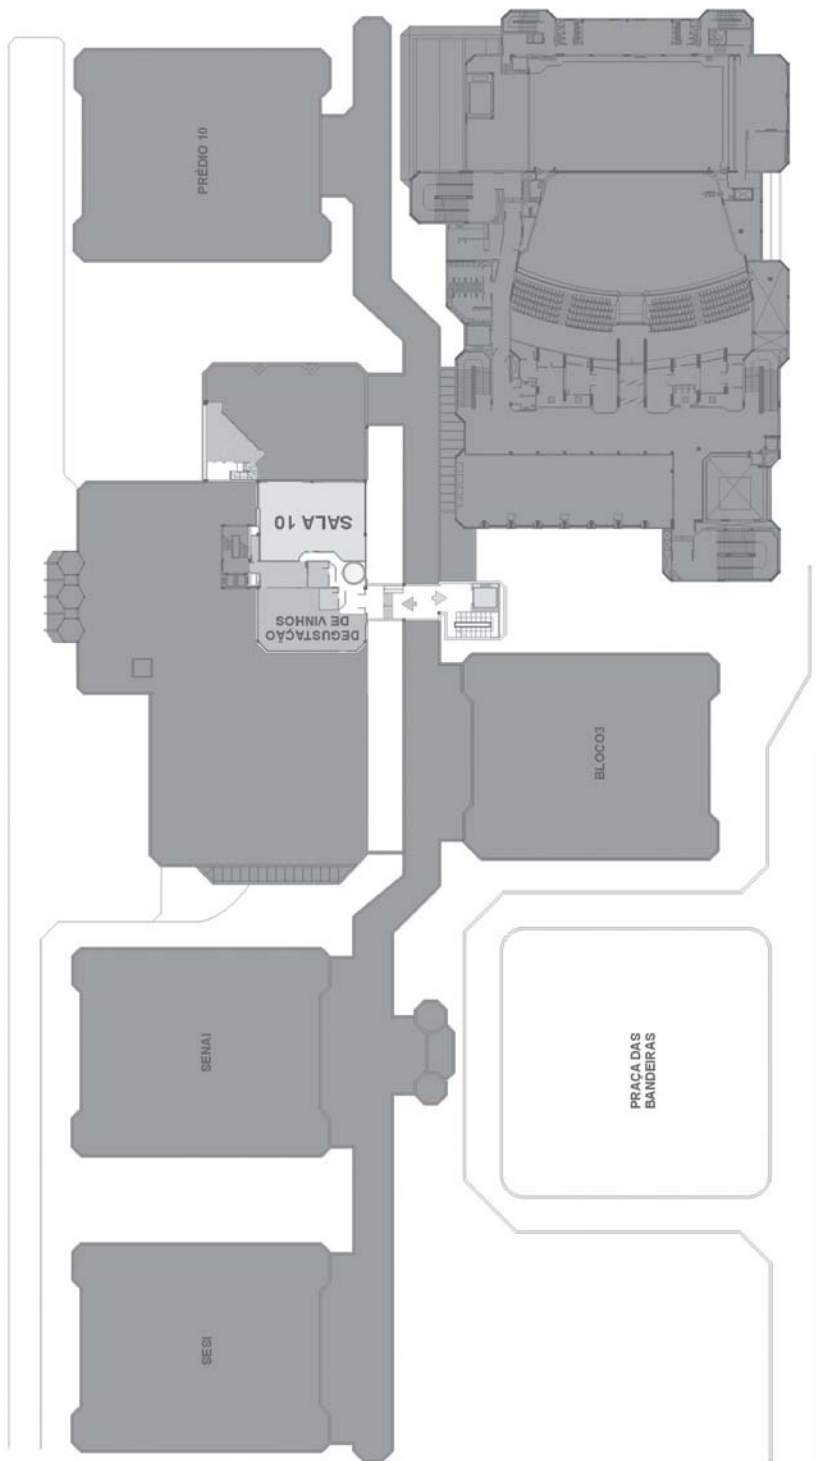 PRÉDIO 10
SALA 10
DEGUSTAÇÃO
DE VINHOS
BLOCO3
SENAI
PRAÇA DAS
BANDEIRAS
SESI